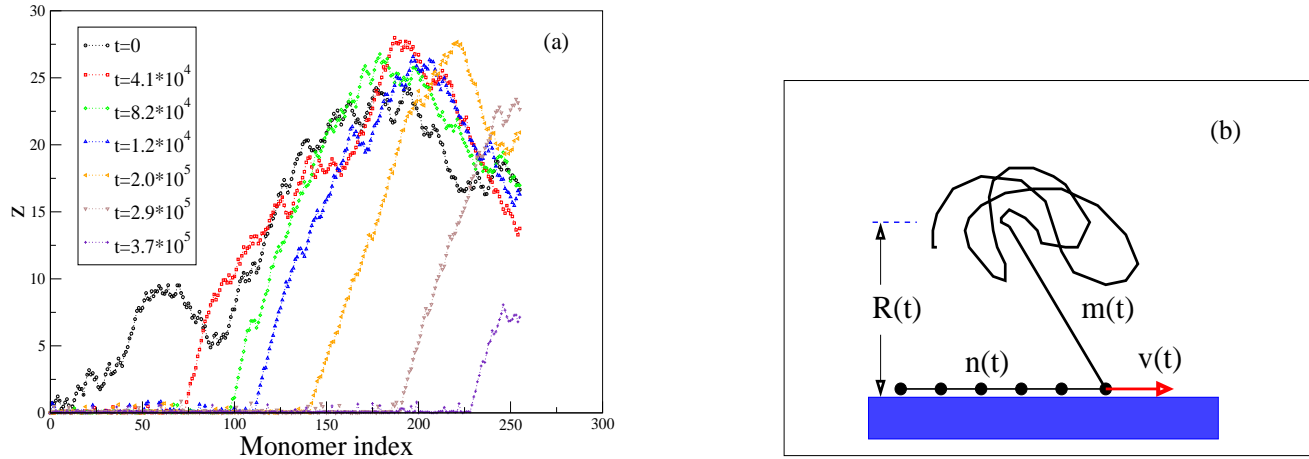 30
25
20
15
10
5
0
z
t=0
t=4.1*10^4
t=8.2*10^4
t=1.2*10^4
t=2.0*10^5
t=2.9*10^5
t=3.7*10^5
(a)
0 50 100 150 200 250 300
Monomer index
(b)
R(t)
m(t)
n(t)
v(t)